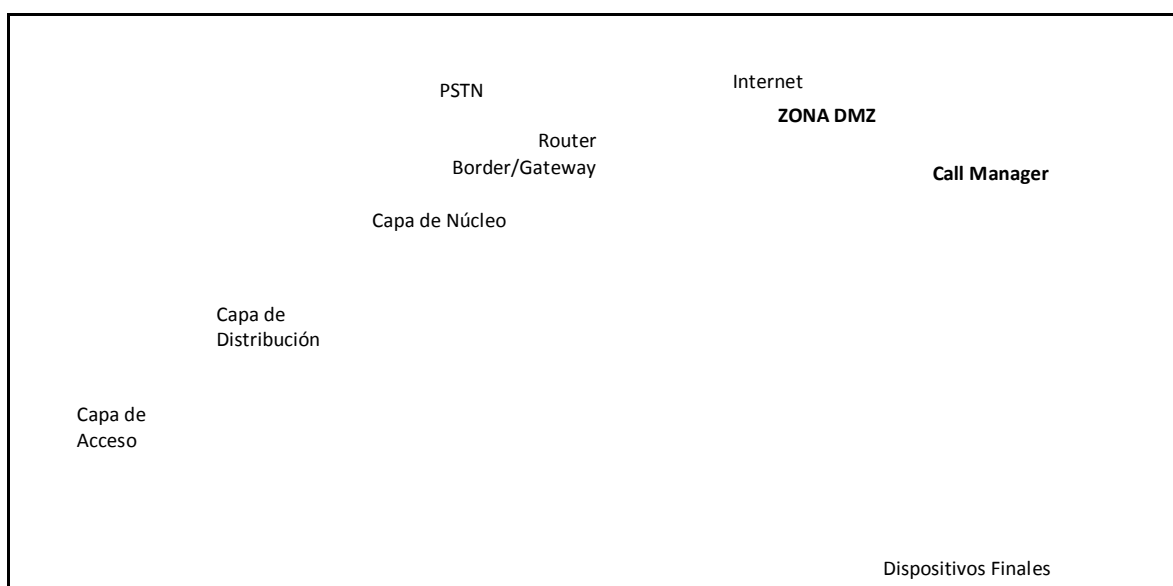 PSTN
Internet
ZONA DMZ
Router
Border/Gateway
Call Manager
Capa de Núcleo
Capa de
Distribución
Capa de
Acceso
Dispositivos Finales